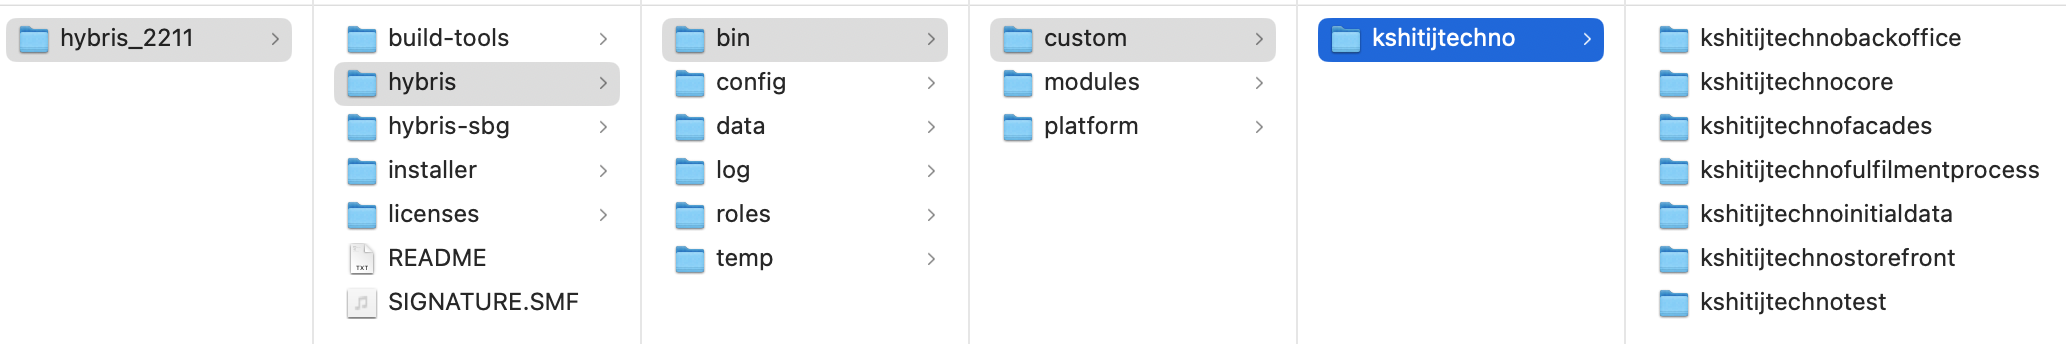 hybris_2211
build-tools
hybris
hybris-sbg
installer
licenses
TXT
README
SIGNATURE.SMF
bin
config
data
log
roles
temp
custom
modules
platform
kshitijtechno
kshitijtechnobackoffice
kshitijtechnocore
kshitijtechnofacades
kshitijtechnofulfilmentprocess
kshitijtechnoinitialdata
kshitijtechnostorefront
kshitijtechnotest